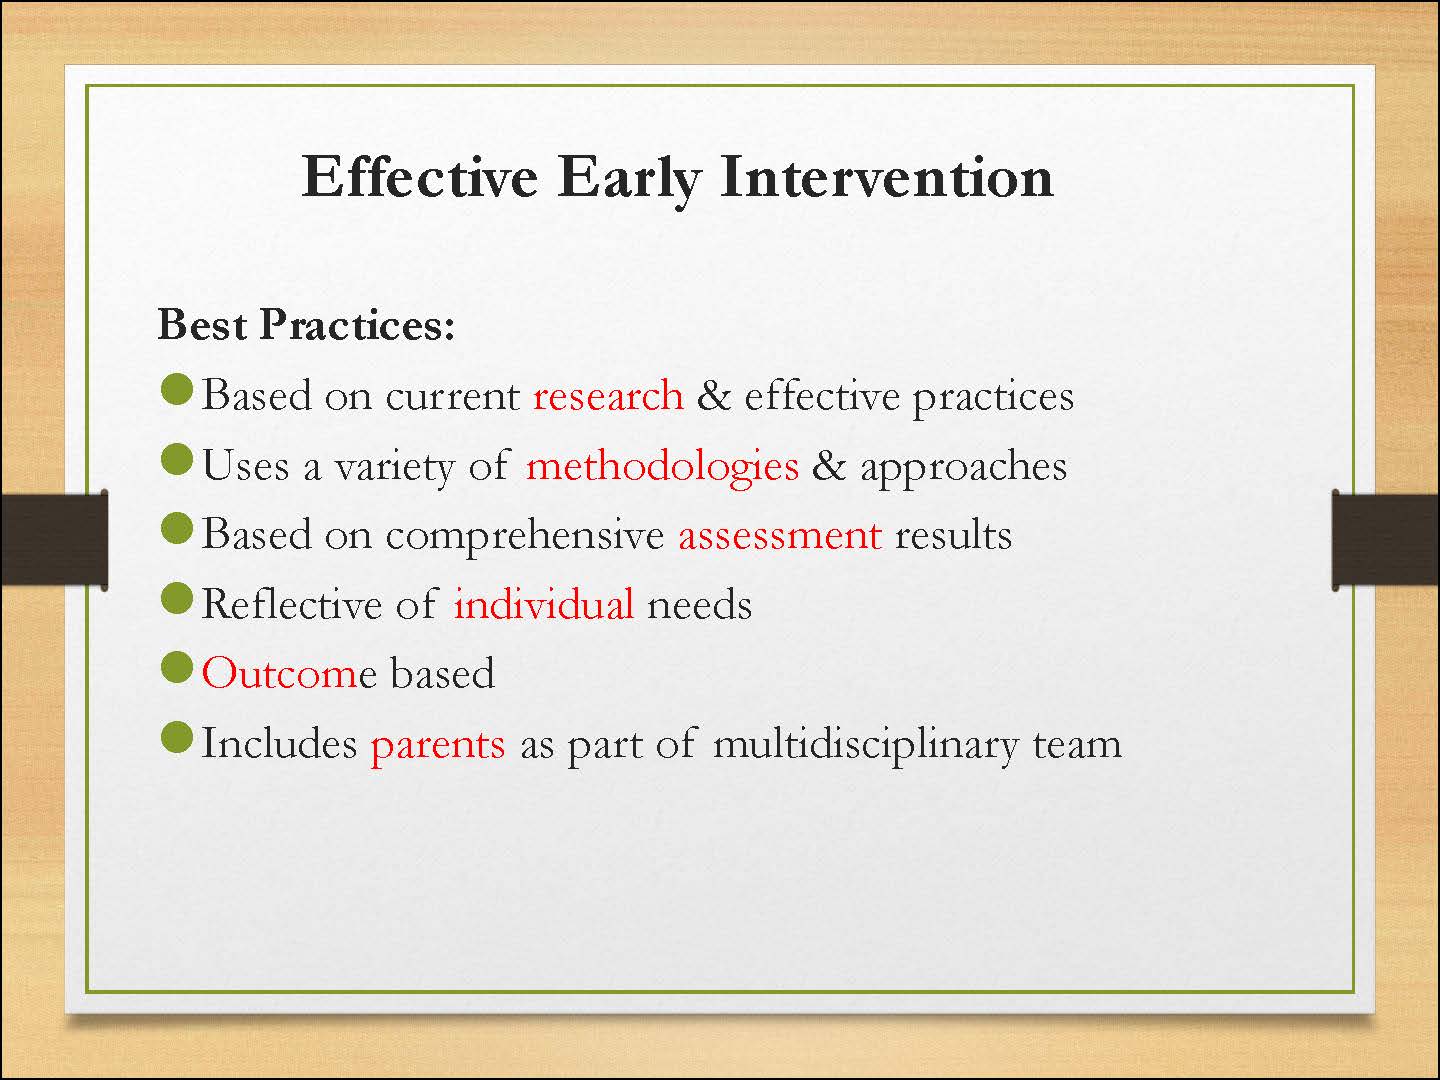 Effective Early Intervention
Best Practices:
Based on current research & effective practices
Uses a variety of methodologies & approaches
Based on comprehensive assessment results
Reflective of individual needs
Outcome based
Includes parents as part of multidisciplinary team